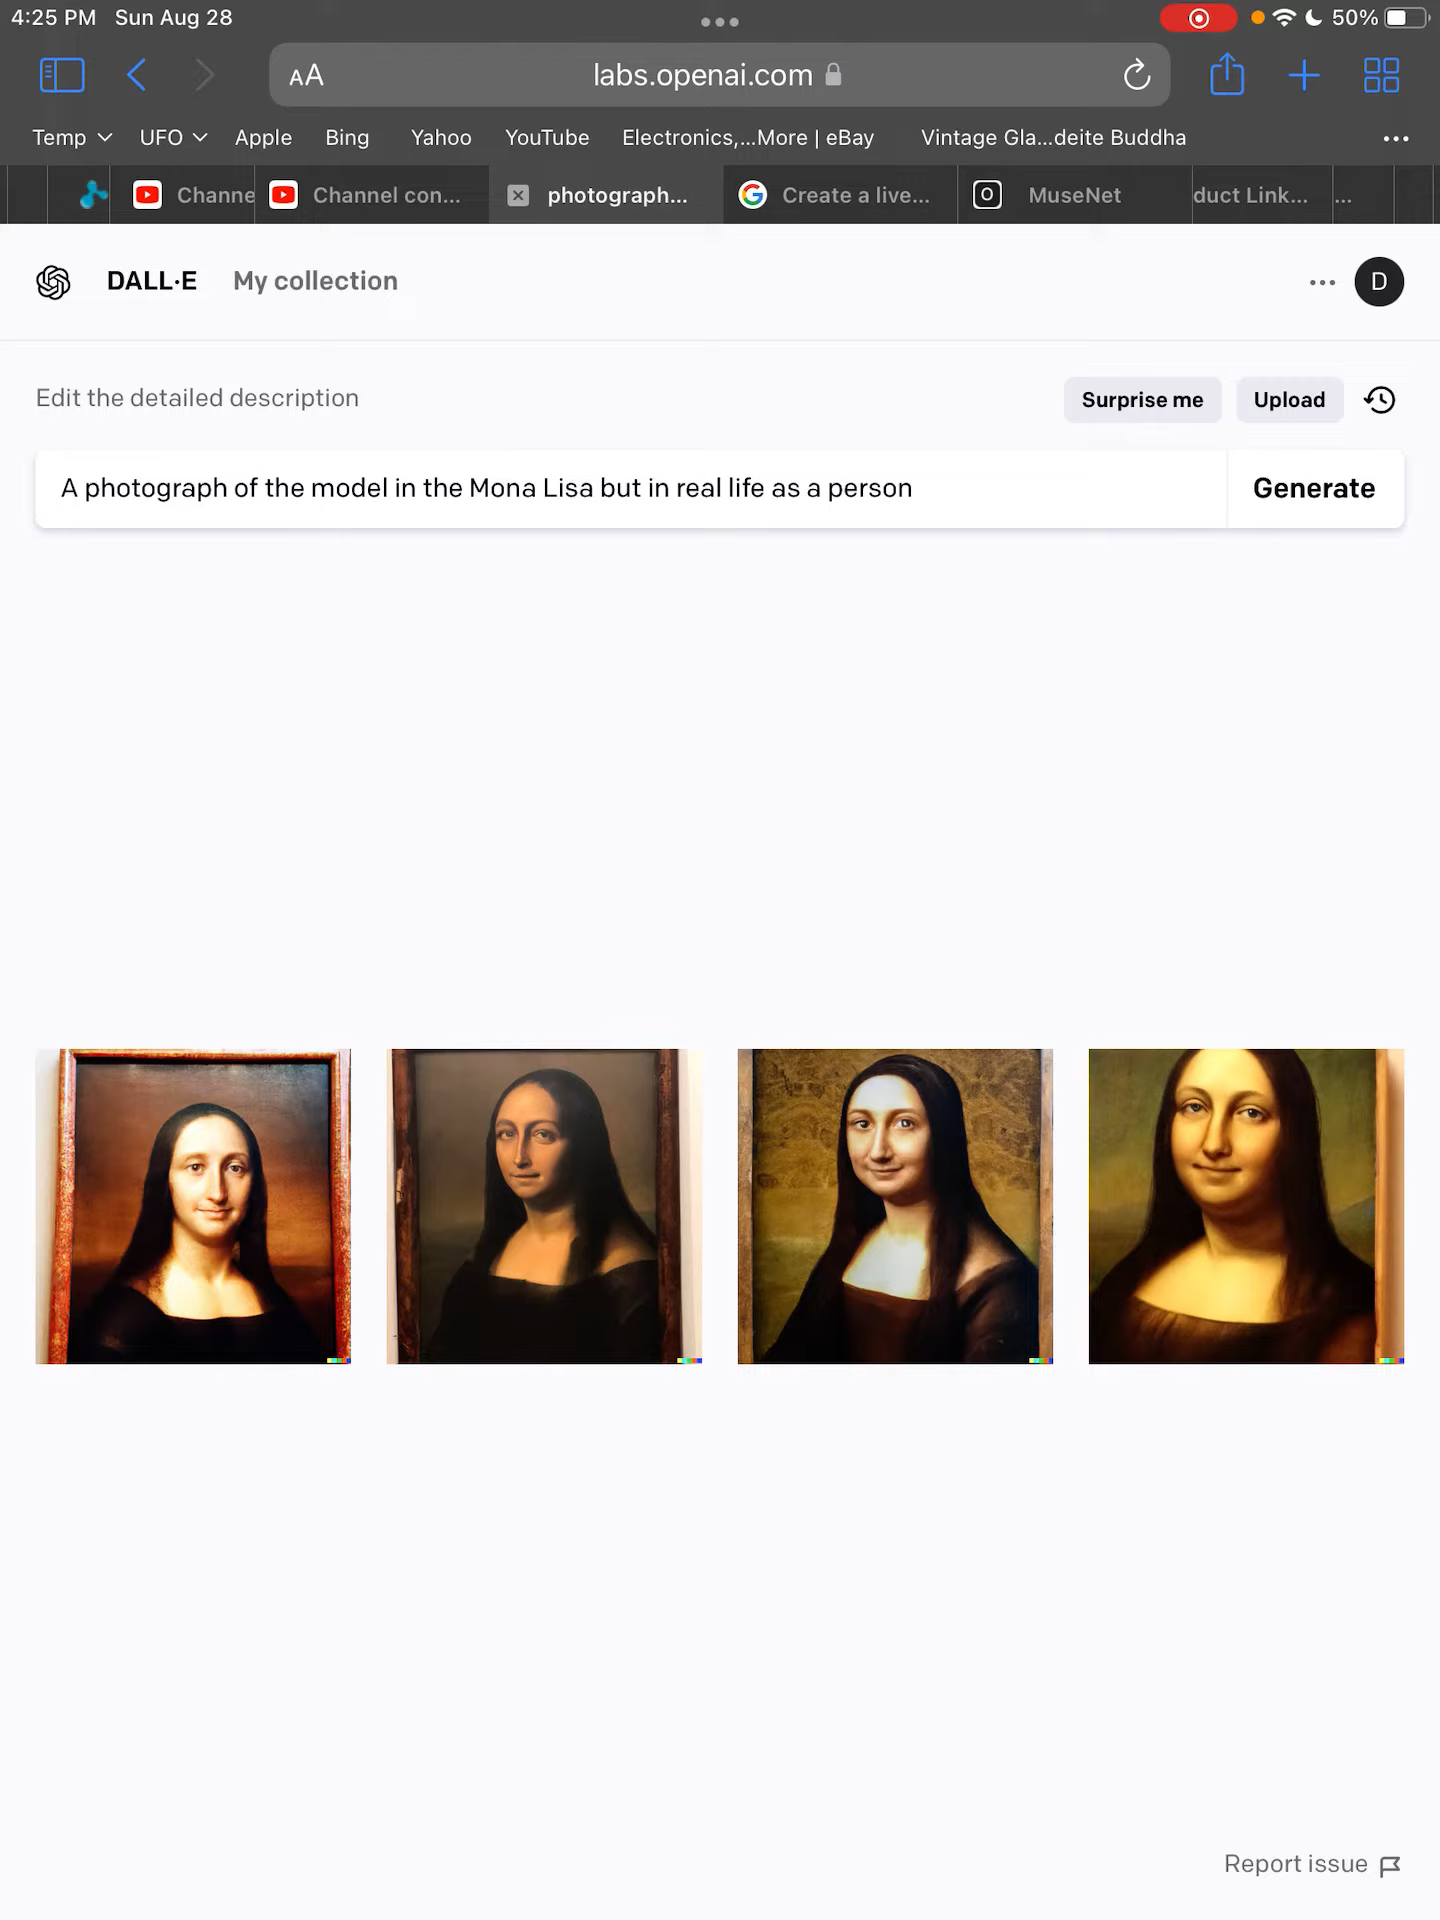 4:25 PM Sun Aug 28
50%
AA labs.openai.com
Temp UFO Apple Bing Yahoo YouTube Electronics,...More | eBay Vintage Gla...deite Buddha
Channe Channel con... photograph... G Create a live... O MuseNet duct Link... ...
DALL·E My collection
D
Edit the detailed description
Surprise me Upload
A photograph of the model in the Mona Lisa but in real life as a person
Generate
Report issue